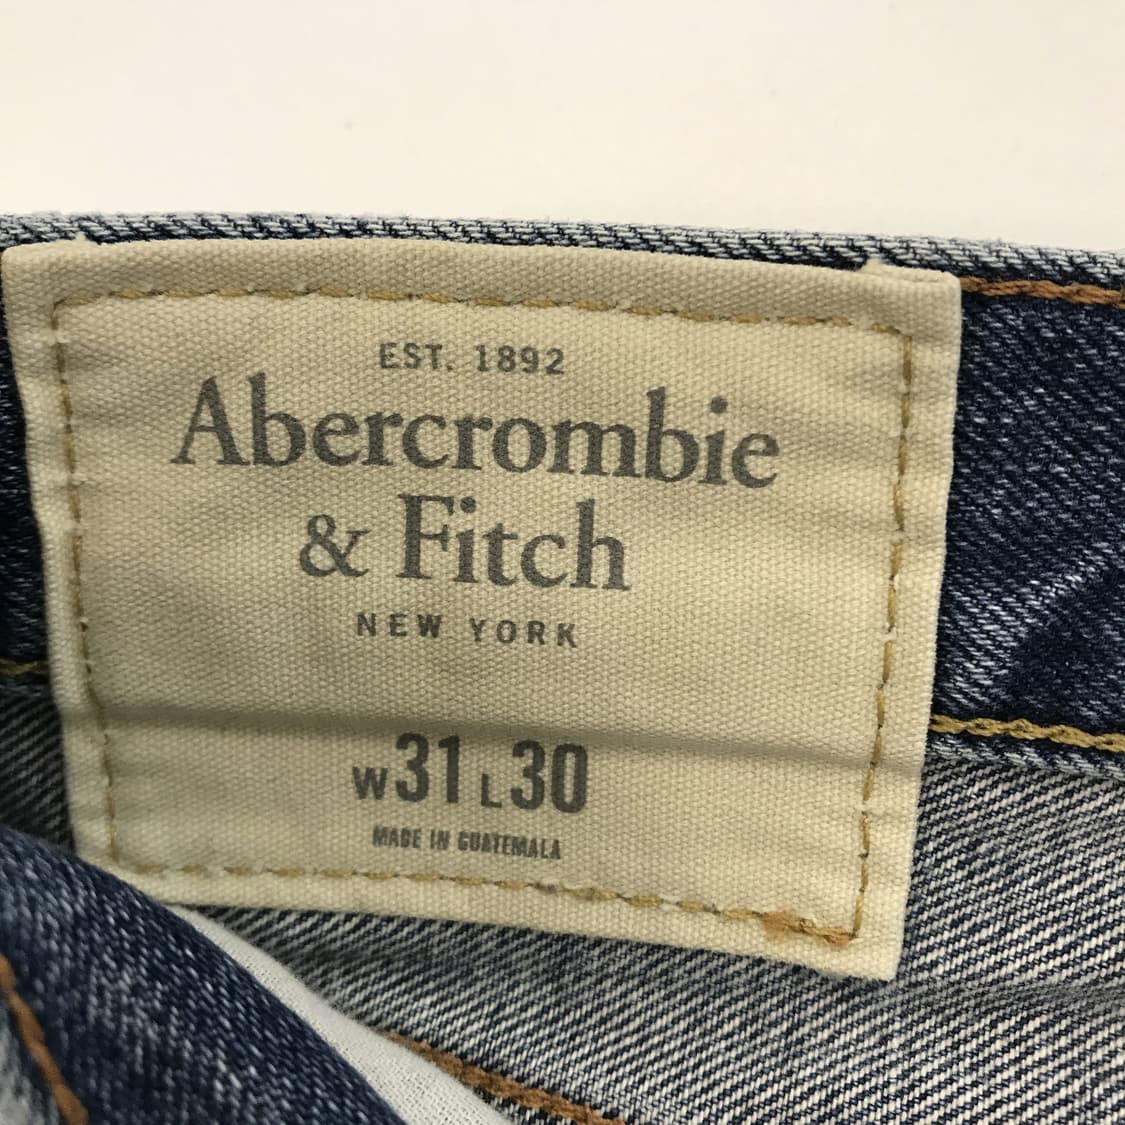 EST. 1892
Abercrombie
& Fitch
NEW YORK
W31 L30
MADE IN GUATEMALA